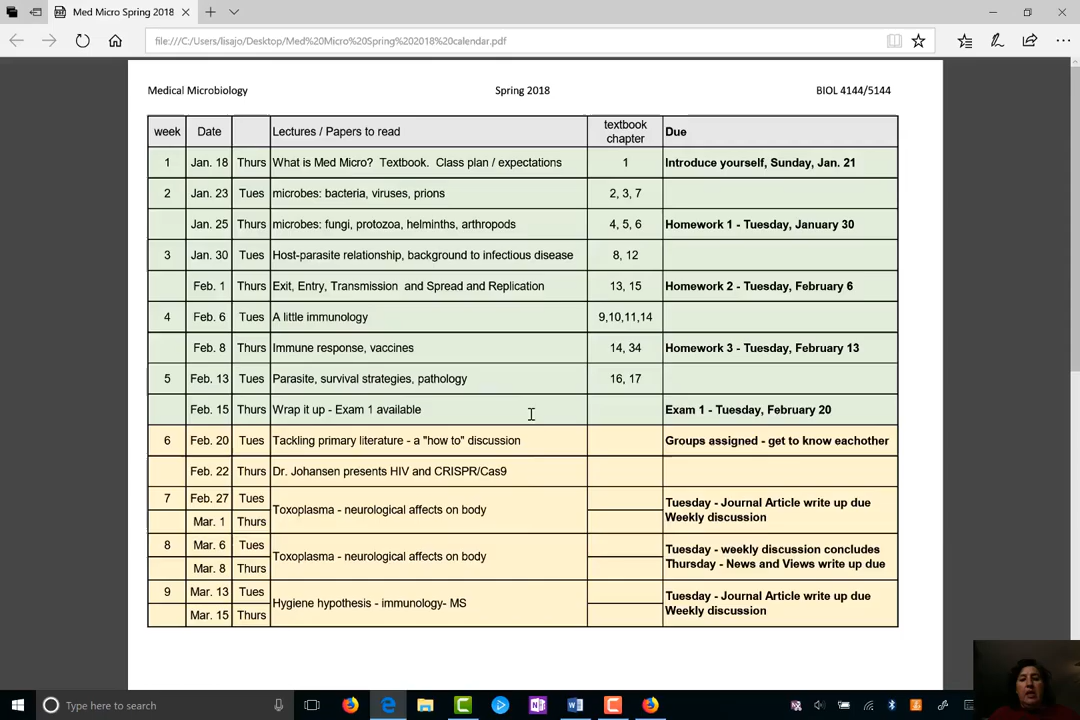 Med Micro Spring 2018
file:///C:/Users/lisajo/Desktop/Med%20Micro%20Spring%202018%20calendar.pdf
Medical Microbiology Spring 2018 BIOL 4144/5144
week Date Lectures / Papers to read textbook chapter Due
1 Jan. 18 Thurs What is Med Micro? Textbook. Class plan / expectations 1 Introduce yourself, Sunday, Jan. 21
2 Jan. 23 Tues microbes: bacteria, viruses, prions 2, 3, 7
Jan. 25 Thurs microbes: fungi, protozoa, helminths, arthropods 4, 5, 6 Homework 1 - Tuesday, January 30
3 Jan. 30 Tues Host-parasite relationship, background to infectious disease 8, 12
Feb. 1 Thurs Exit, Entry, Transmission and Spread and Replication 13, 15 Homework 2 - Tuesday, February 6
4 Feb. 6 Tues A little immunology 9,10,11,14
Feb. 8 Thurs Immune response, vaccines 14, 34 Homework 3 - Tuesday, February 13
5 Feb. 13 Tues Parasite, survival strategies, pathology 16, 17
Feb. 15 Thurs Wrap it up - Exam 1 available Exam 1 - Tuesday, February 20
6 Feb. 20 Tues Tackling primary literature - a "how to" discussion Groups assigned - get to know eachother
Feb. 22 Thurs Dr. Johansen presents HIV and CRISPR/Cas9
7 Feb. 27 Tues Toxoplasma - neurological affects on body Tuesday - Journal Article write up due
Mar. 1 Thurs Weekly discussion
8 Mar. 6 Tues Toxoplasma - neurological affects on body Tuesday - weekly discussion concludes
Mar. 8 Thurs Thursday - News and Views write up due
9 Mar. 13 Tues Hygiene hypothesis - immunology- MS Tuesday - Journal Article write up due
Mar. 15 Thurs Weekly discussion
Type here to search